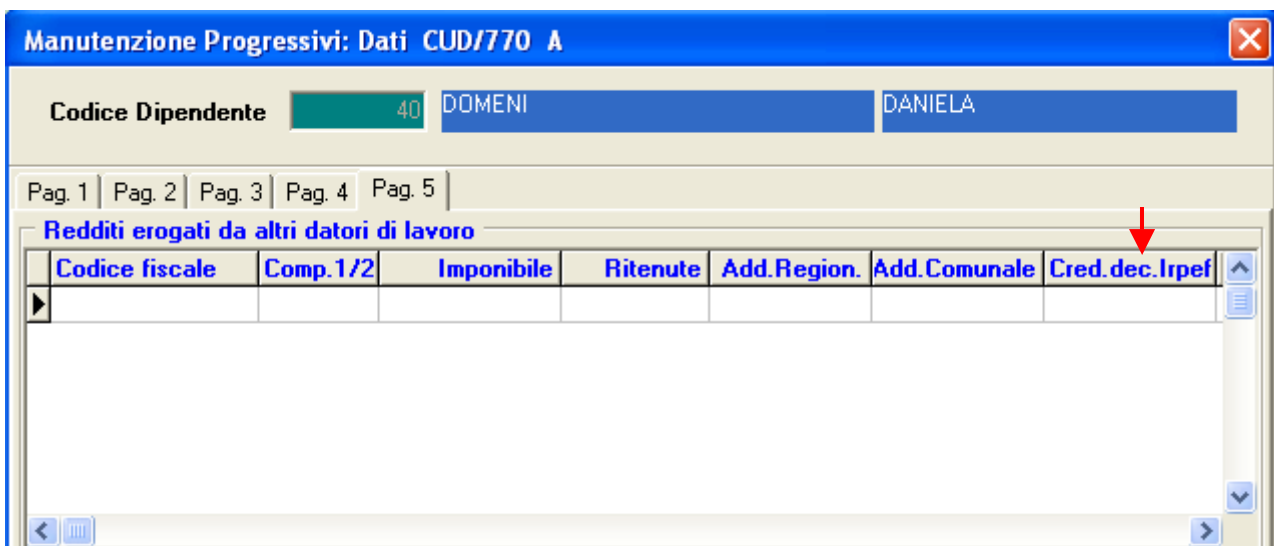 Manutenzione Progressivi: Dati CUD/770 A
Codice Dipendente 40 DOMENI DANIELA
Pag. 1 Pag. 2 Pag. 3 Pag. 4 Pag. 5
Redditi erogati da altri datori di lavoro
Codice fiscale Comp.1/2 Imponibile Ritenute Add.Region. Add.Comunale Cred.dec.Irpef